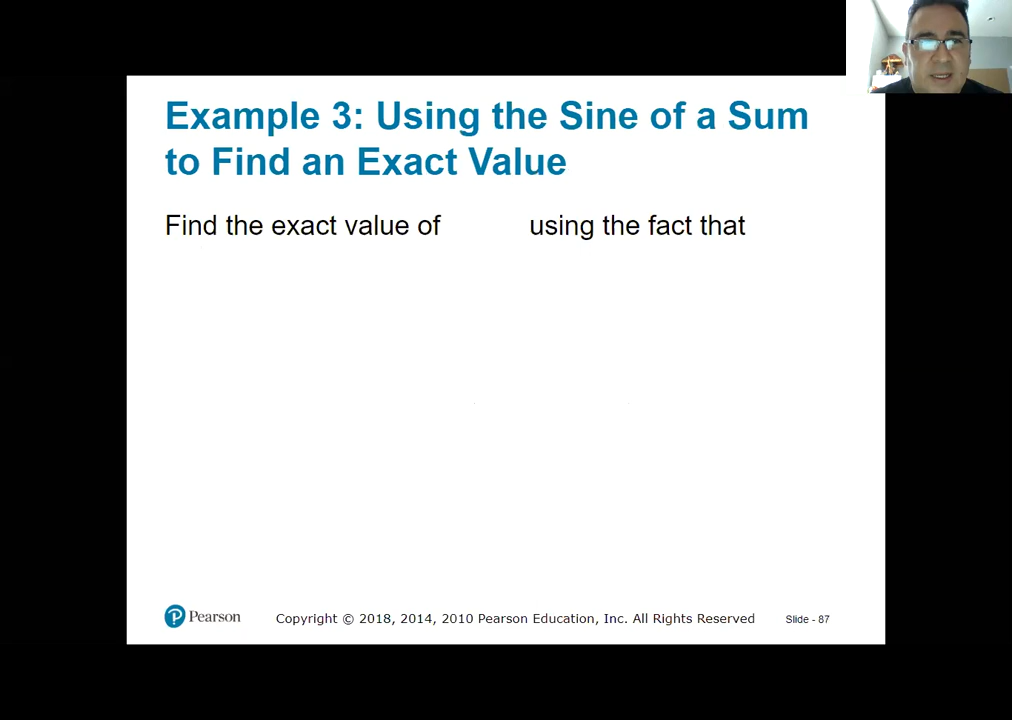 Example 3: Using the Sine of a Sum
to Find an Exact Value
Find the exact value of using the fact that
Pearson
Copyright © 2018, 2014, 2010 Pearson Education, Inc. All Rights Reserved
Slide - 87